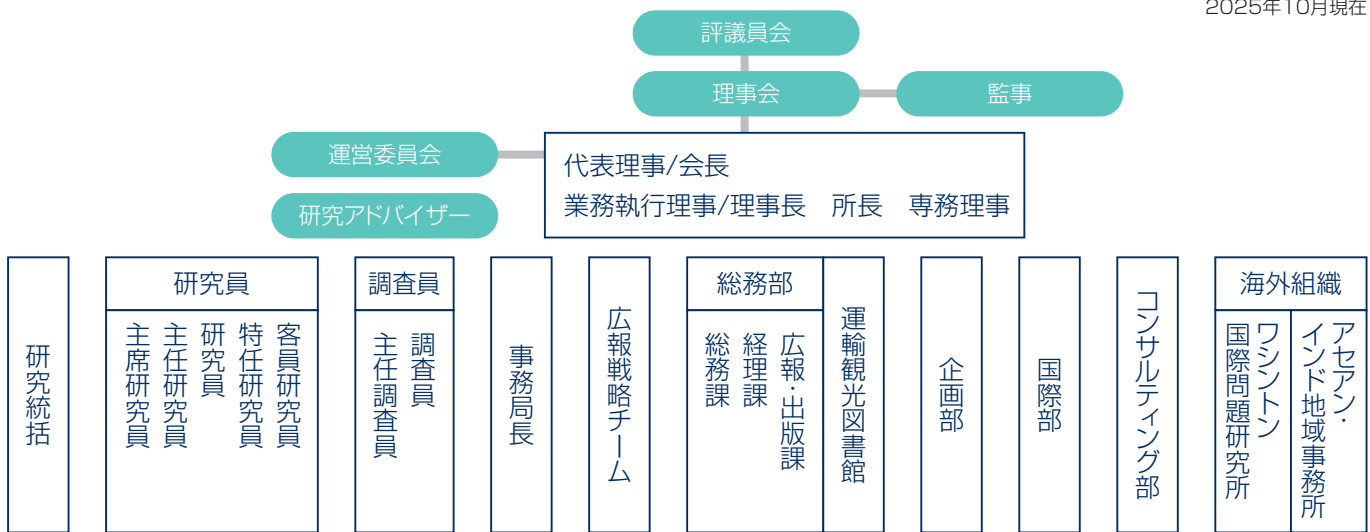 2025年10月現在
評議員会
理事会
監事
運営委員会
代表理事/会長
業務執行理事/理事長　所長　専務理事
研究アドバイザー
研究統括
研究員
主席研究員
主任研究員
研究員
特任研究員
客員研究員
調査員
主任調査員
調査員
事務局長
広報戦略チーム
総務部
総務課
経理課
広報・出版課
運輸観光図書館
企画部
国際部
コンサルティング部
海外組織
ワシントン
国際問題研究所
アセアン・
インド地域事務所